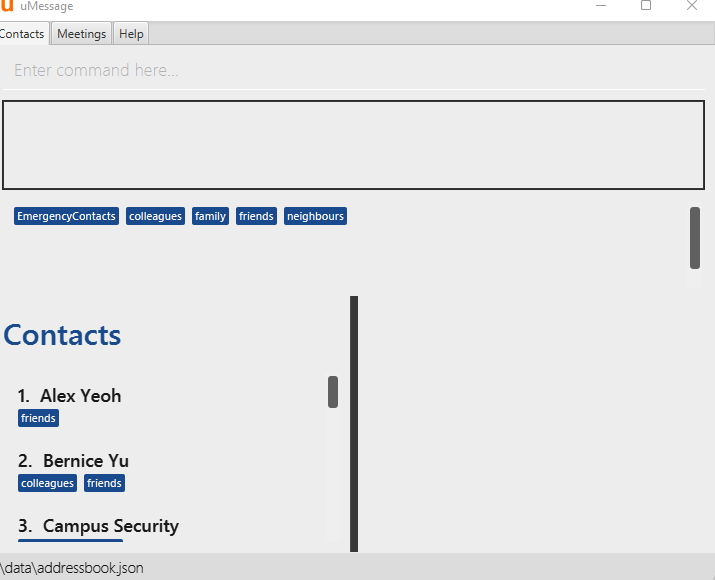 u uMessage
Contacts Meetings Help
Enter command here...
EmergencyContacts colleagues family friends neighbours
Contacts
1. Alex Yeoh
friends
2. Bernice Yu
colleagues friends
3. Campus Security
\data\addressbook.json